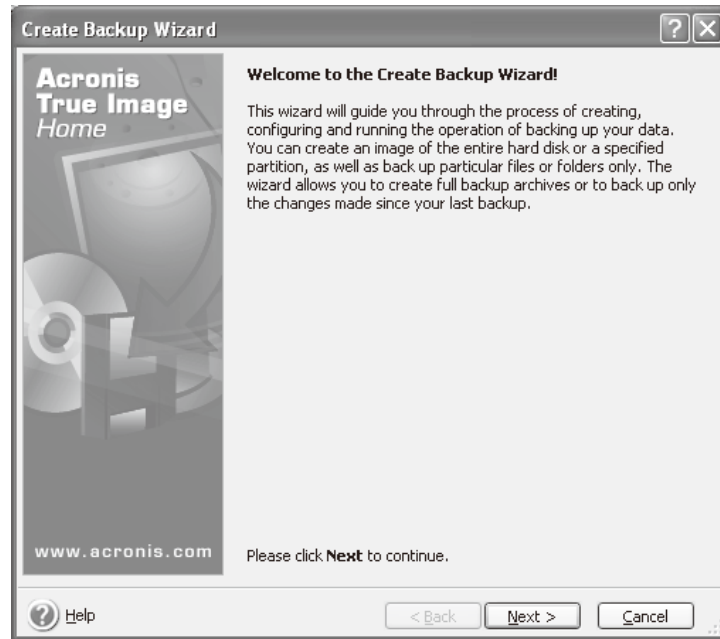 Create Backup Wizard
Acronis
True Image
Home
Welcome to the Create Backup Wizard!
This wizard will guide you through the process of creating,
configuring and running the operation of backing up your data.
You can create an image of the entire hard disk or a specified
partition, as well as back up particular files or folders only. The
wizard allows you to create full backup archives or to back up only
the changes made since your last backup.
www.acronis.com
Please click Next to continue.
Help
< Back
Next >
Cancel